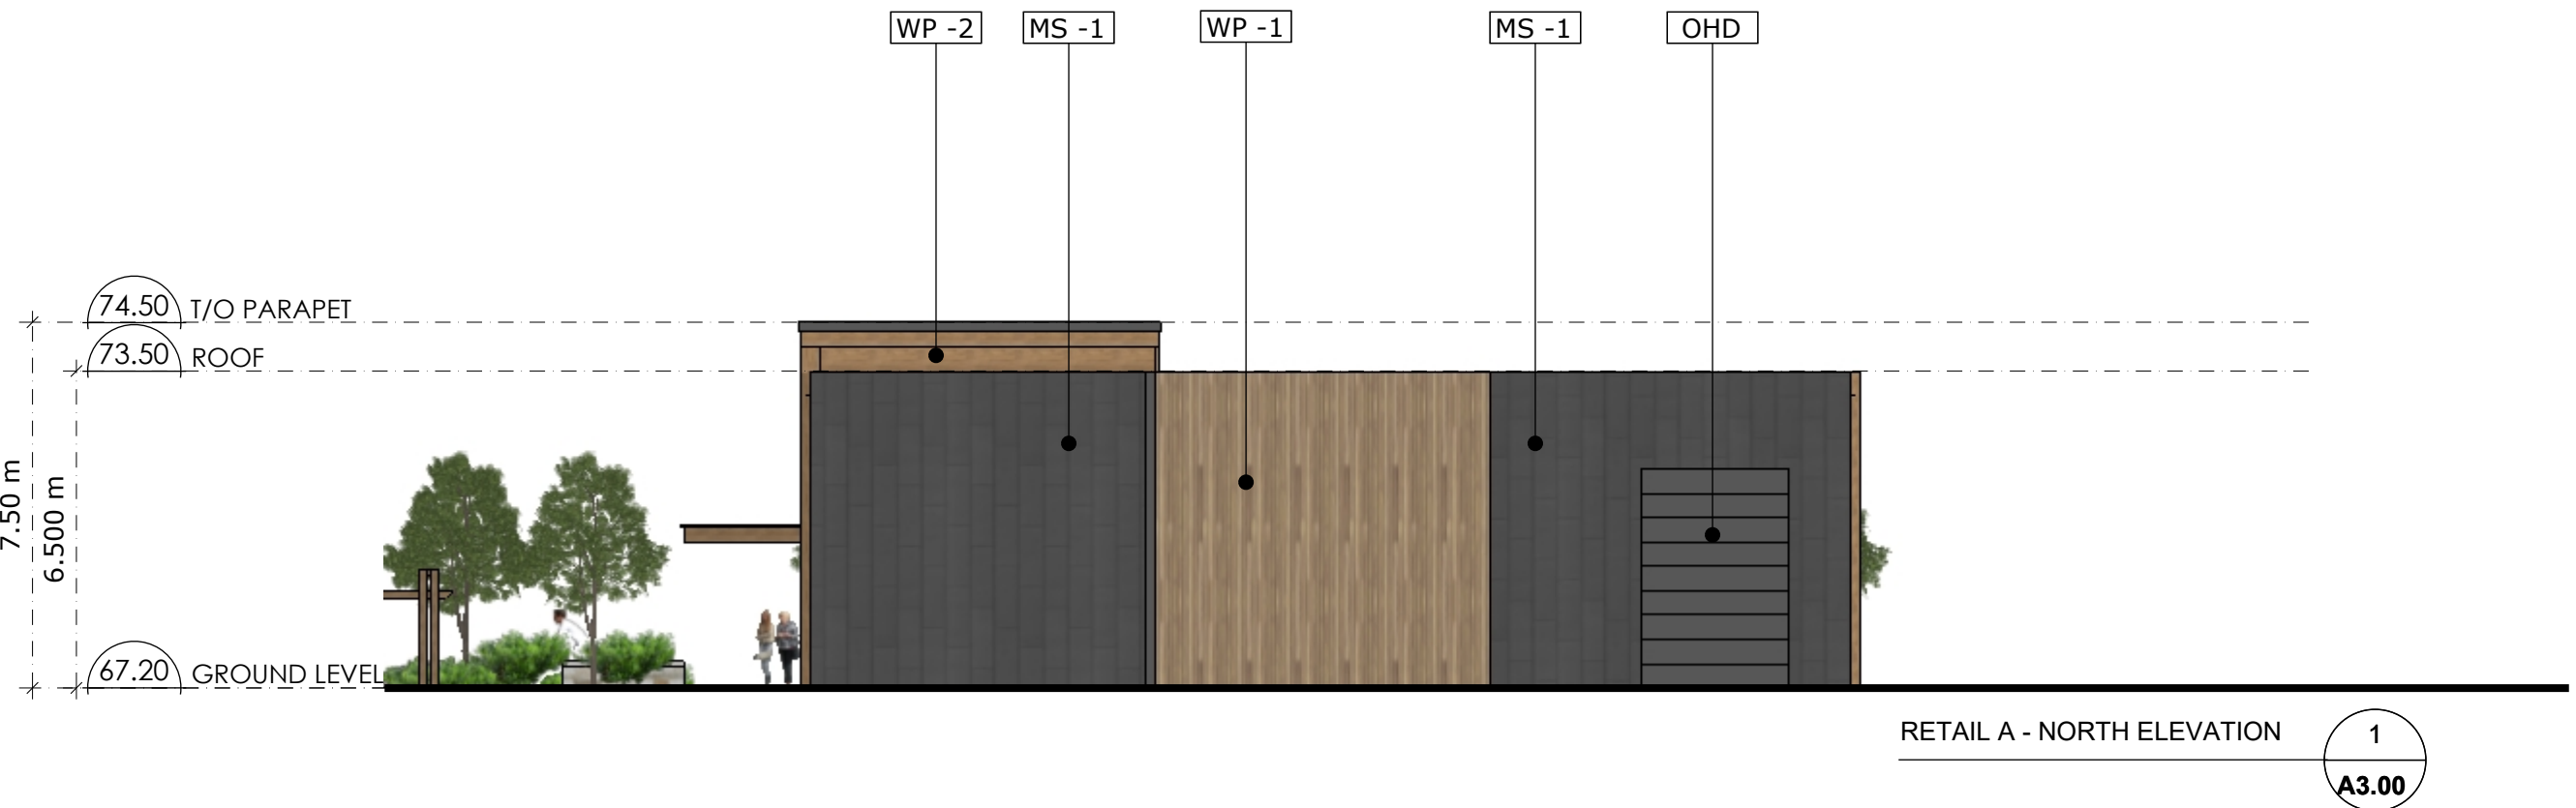 WP -2
MS -1
WP -1
MS -1
OHD
74.50 T/O PARAPET
73.50 ROOF
7.50 m
6.500 m
67.20 GROUND LEVEL
RETAIL A - NORTH ELEVATION
1
A3.00